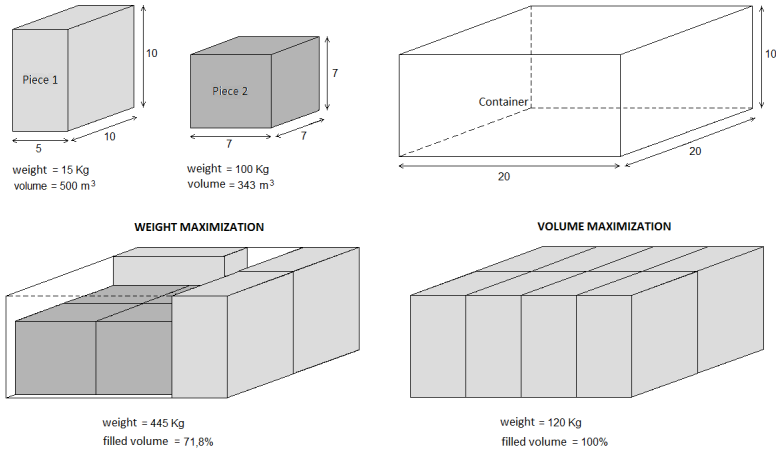 Piece 1
10
5
10
weight = 15 Kg
volume = 500 m³
Piece 2
7
7
7
weight = 100 Kg
volume = 343 m³
Container
10
20
20
WEIGHT MAXIMIZATION
weight = 445 Kg
filled volume = 71,8%
VOLUME MAXIMIZATION
weight = 120 Kg
filled volume = 100%